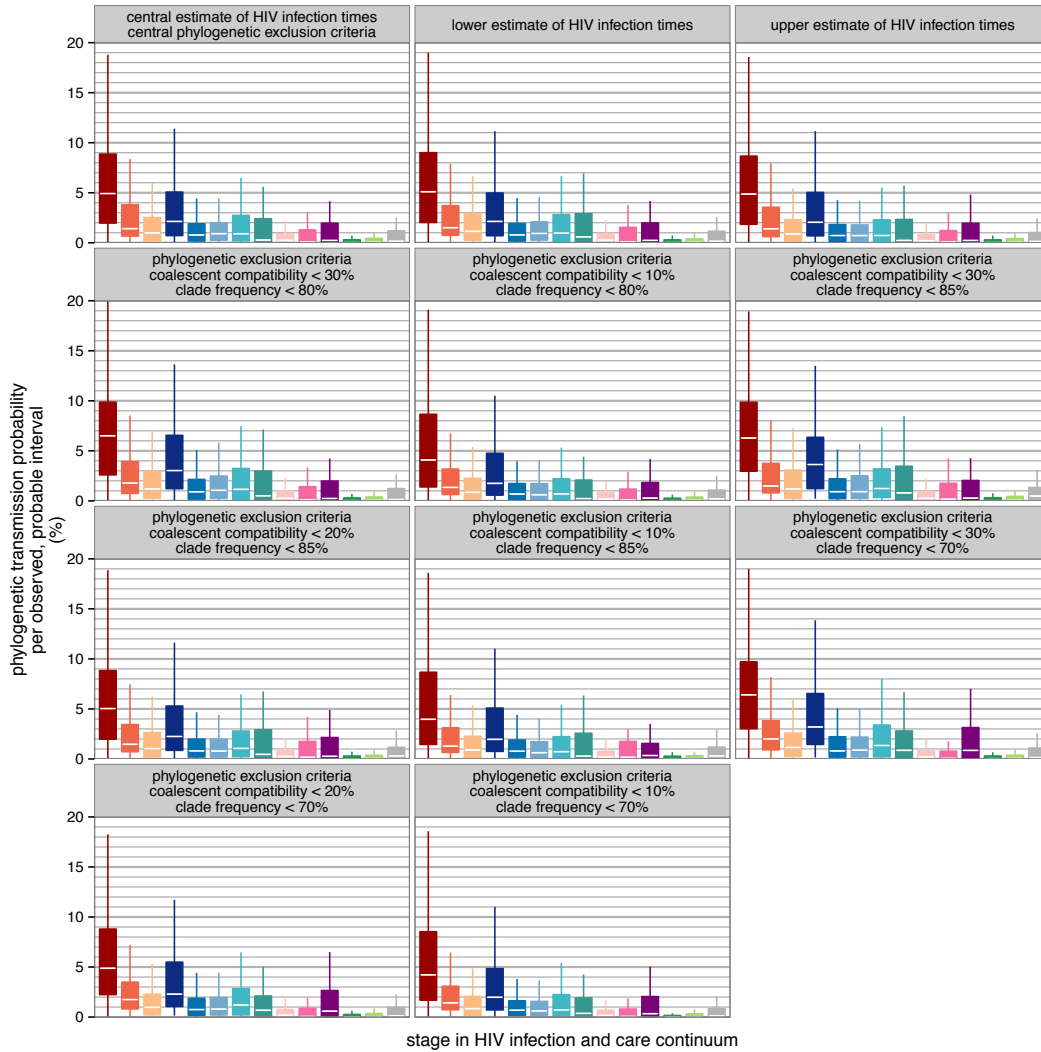 central estimate of HIV infection times
central phylogenetic exclusion criteria
lower estimate of HIV infection times
upper estimate of HIV infection times
20
15
10
5
0
phylogenetic exclusion criteria
coalescent compatibility < 30%
clade frequency < 80%
phylogenetic exclusion criteria
coalescent compatibility < 10%
clade frequency < 80%
phylogenetic exclusion criteria
coalescent compatibility < 30%
clade frequency < 85%
20
15
10
5
0
phylogenetic transmission probability
per observed, probable interval
(%)
phylogenetic exclusion criteria
coalescent compatibility < 20%
clade frequency < 85%
phylogenetic exclusion criteria
coalescent compatibility < 10%
clade frequency < 85%
phylogenetic exclusion criteria
coalescent compatibility < 30%
clade frequency < 70%
20
15
10
5
0
phylogenetic exclusion criteria
coalescent compatibility < 20%
clade frequency < 70%
phylogenetic exclusion criteria
coalescent compatibility < 10%
clade frequency < 70%
20
15
10
5
0
stage in HIV infection and care continuum